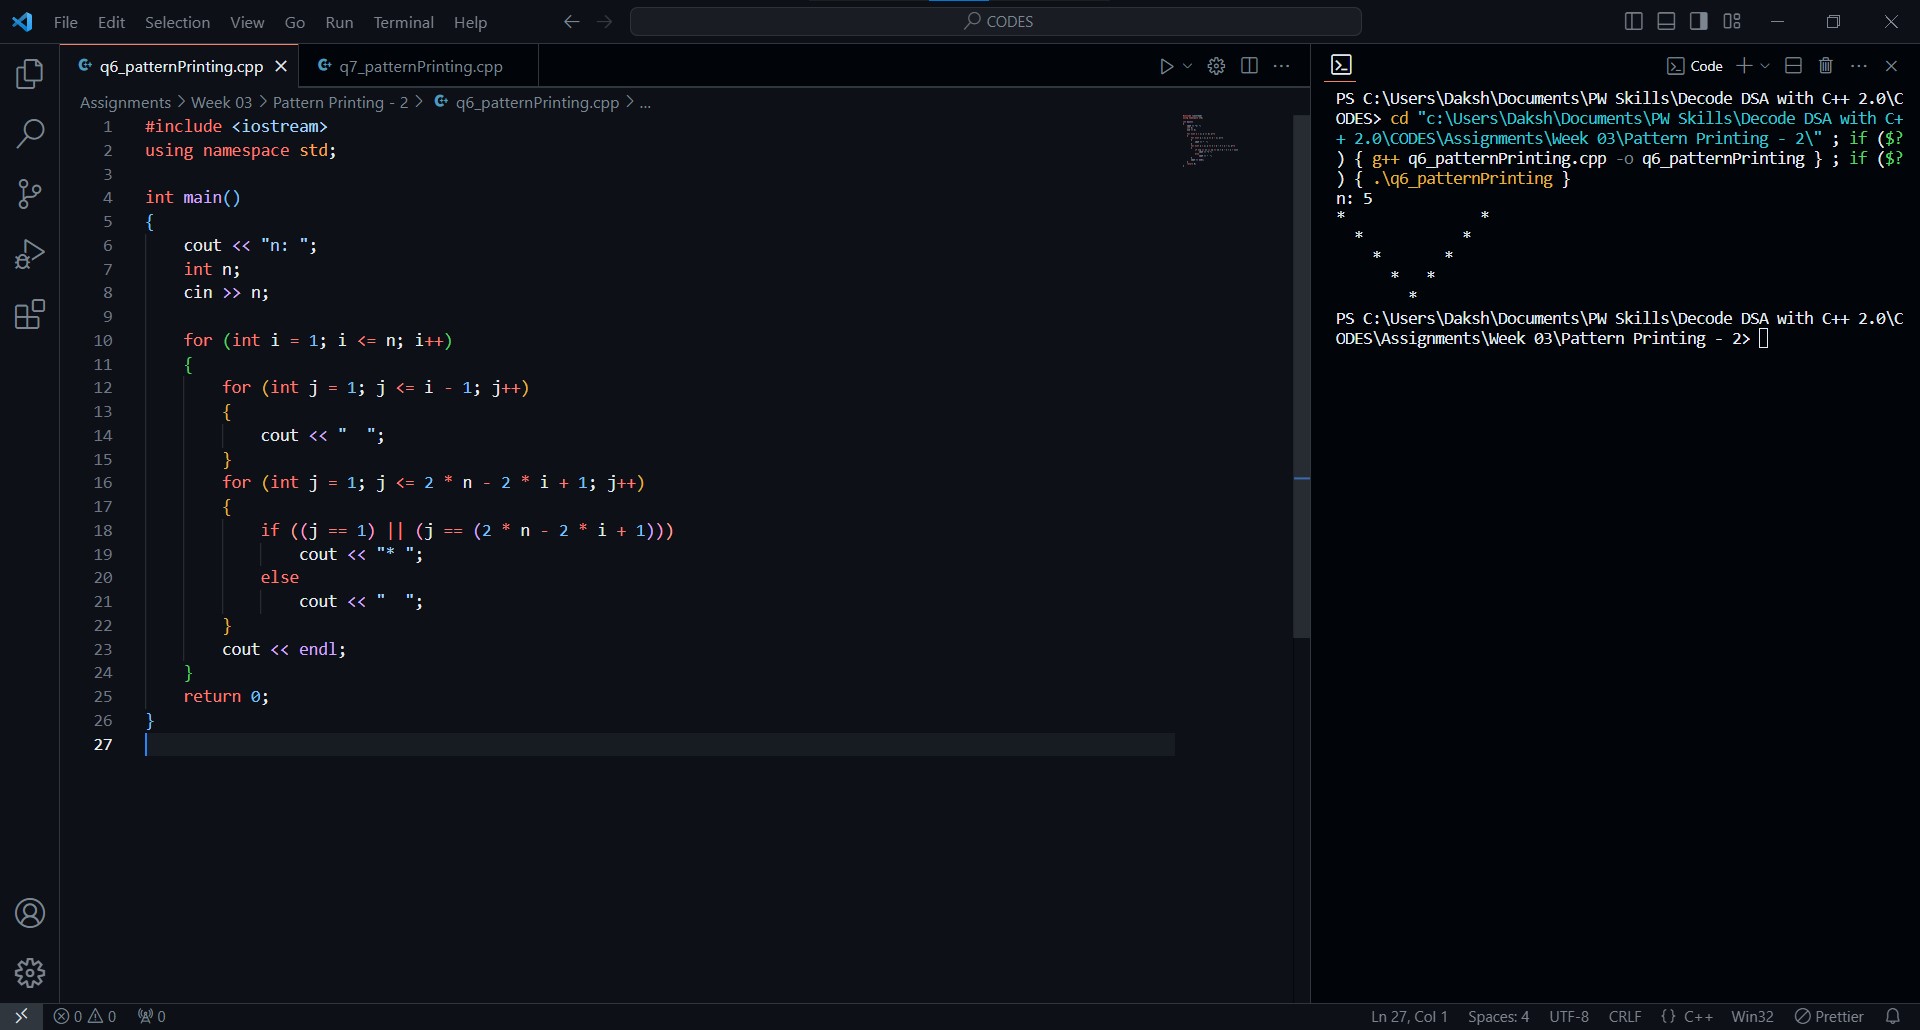 File Edit Selection View Go Run Terminal Help CODES
q6_patternPrinting.cpp q7_patternPrinting.cpp
Assignments > Week 03 > Pattern Printing - 2 > q6_patternPrinting.cpp > ...
1 #include <iostream>
2 using namespace std;
3
4 int main()
5 {
6     cout << "n: ";
7     int n;
8     cin >> n;
9
10     for (int i = 1; i <= n; i++)
11     {
12         for (int j = 1; j <= i - 1; j++)
13         {
14             cout << "  ";
15         }
16         for (int j = 1; j <= 2 * n - 2 * i + 1; j++)
17         {
18             if ((j == 1) || (j == (2 * n - 2 * i + 1)))
19                 cout << "* ";
20             else
21                 cout << "  ";
22         }
23         cout << endl;
24     }
25     return 0;
26 }
27
Code
PS C:\Users\Daksh\Documents\PW Skills\Decode DSA with C++ 2.0\C
ODES> cd "c:\Users\Daksh\Documents\PW Skills\Decode DSA with C+
+ 2.0\CODES\Assignments\Week 03\Pattern Printing - 2\" ; if ($?
) { g++ q6_patternPrinting.cpp -o q6_patternPrinting } ; if ($?
) { .\q6_patternPrinting }
n: 5
*               *
  *           *
    *       *
      *   *
        *
PS C:\Users\Daksh\Documents\PW Skills\Decode DSA with C++ 2.0\C
ODES\Assignments\Week 03\Pattern Printing - 2>
0 0 0 Ln 27, Col 1 Spaces: 4 UTF-8 CRLF {} C++ Win32 Prettier